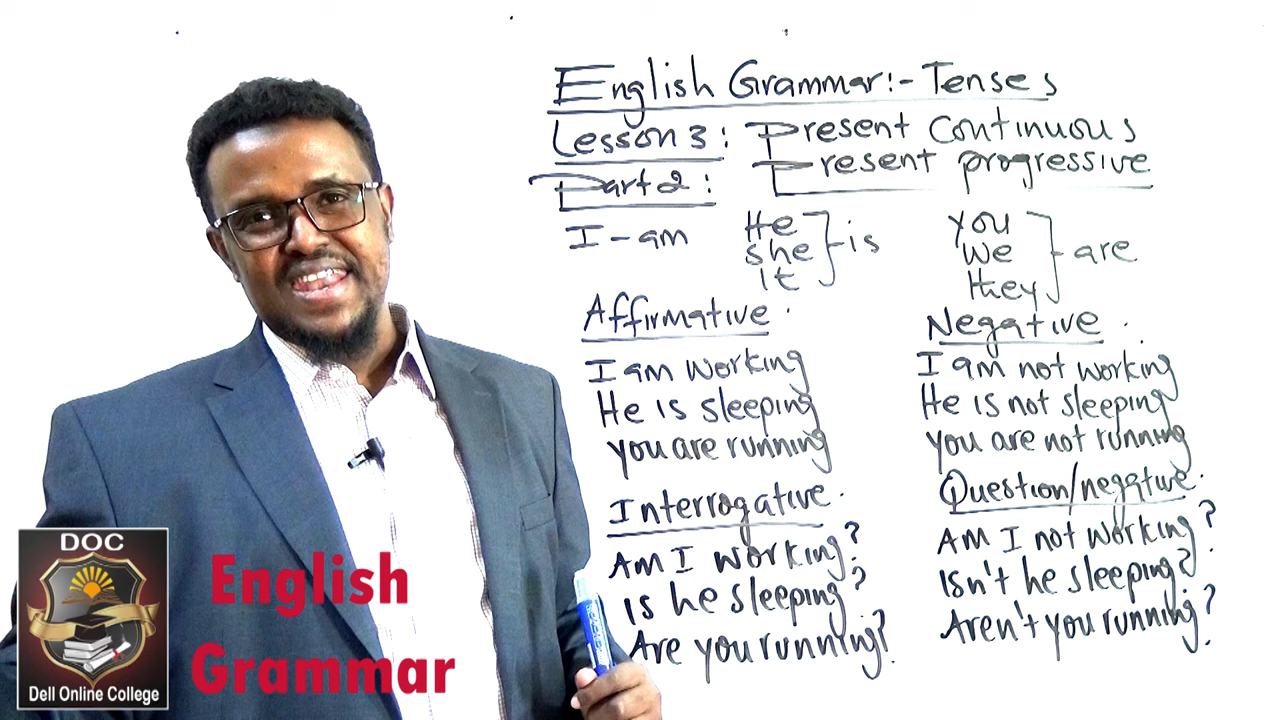 English Grammar:- Tenses
Lesson 3: Present continuous
Part 2: Present progressive
I - am
He
she
It
is
you
we
they
are
Affirmative.
I am working
He is sleeping
you are running
Negative.
I am not working
He is not sleeping
you are not running
Interrogative.
Am I working?
Is he sleeping?
Are you running?
Question/negative.
Am I not working?
Isn't he sleeping?
Aren't you running?
DOC
Dell Online College
English
Grammar